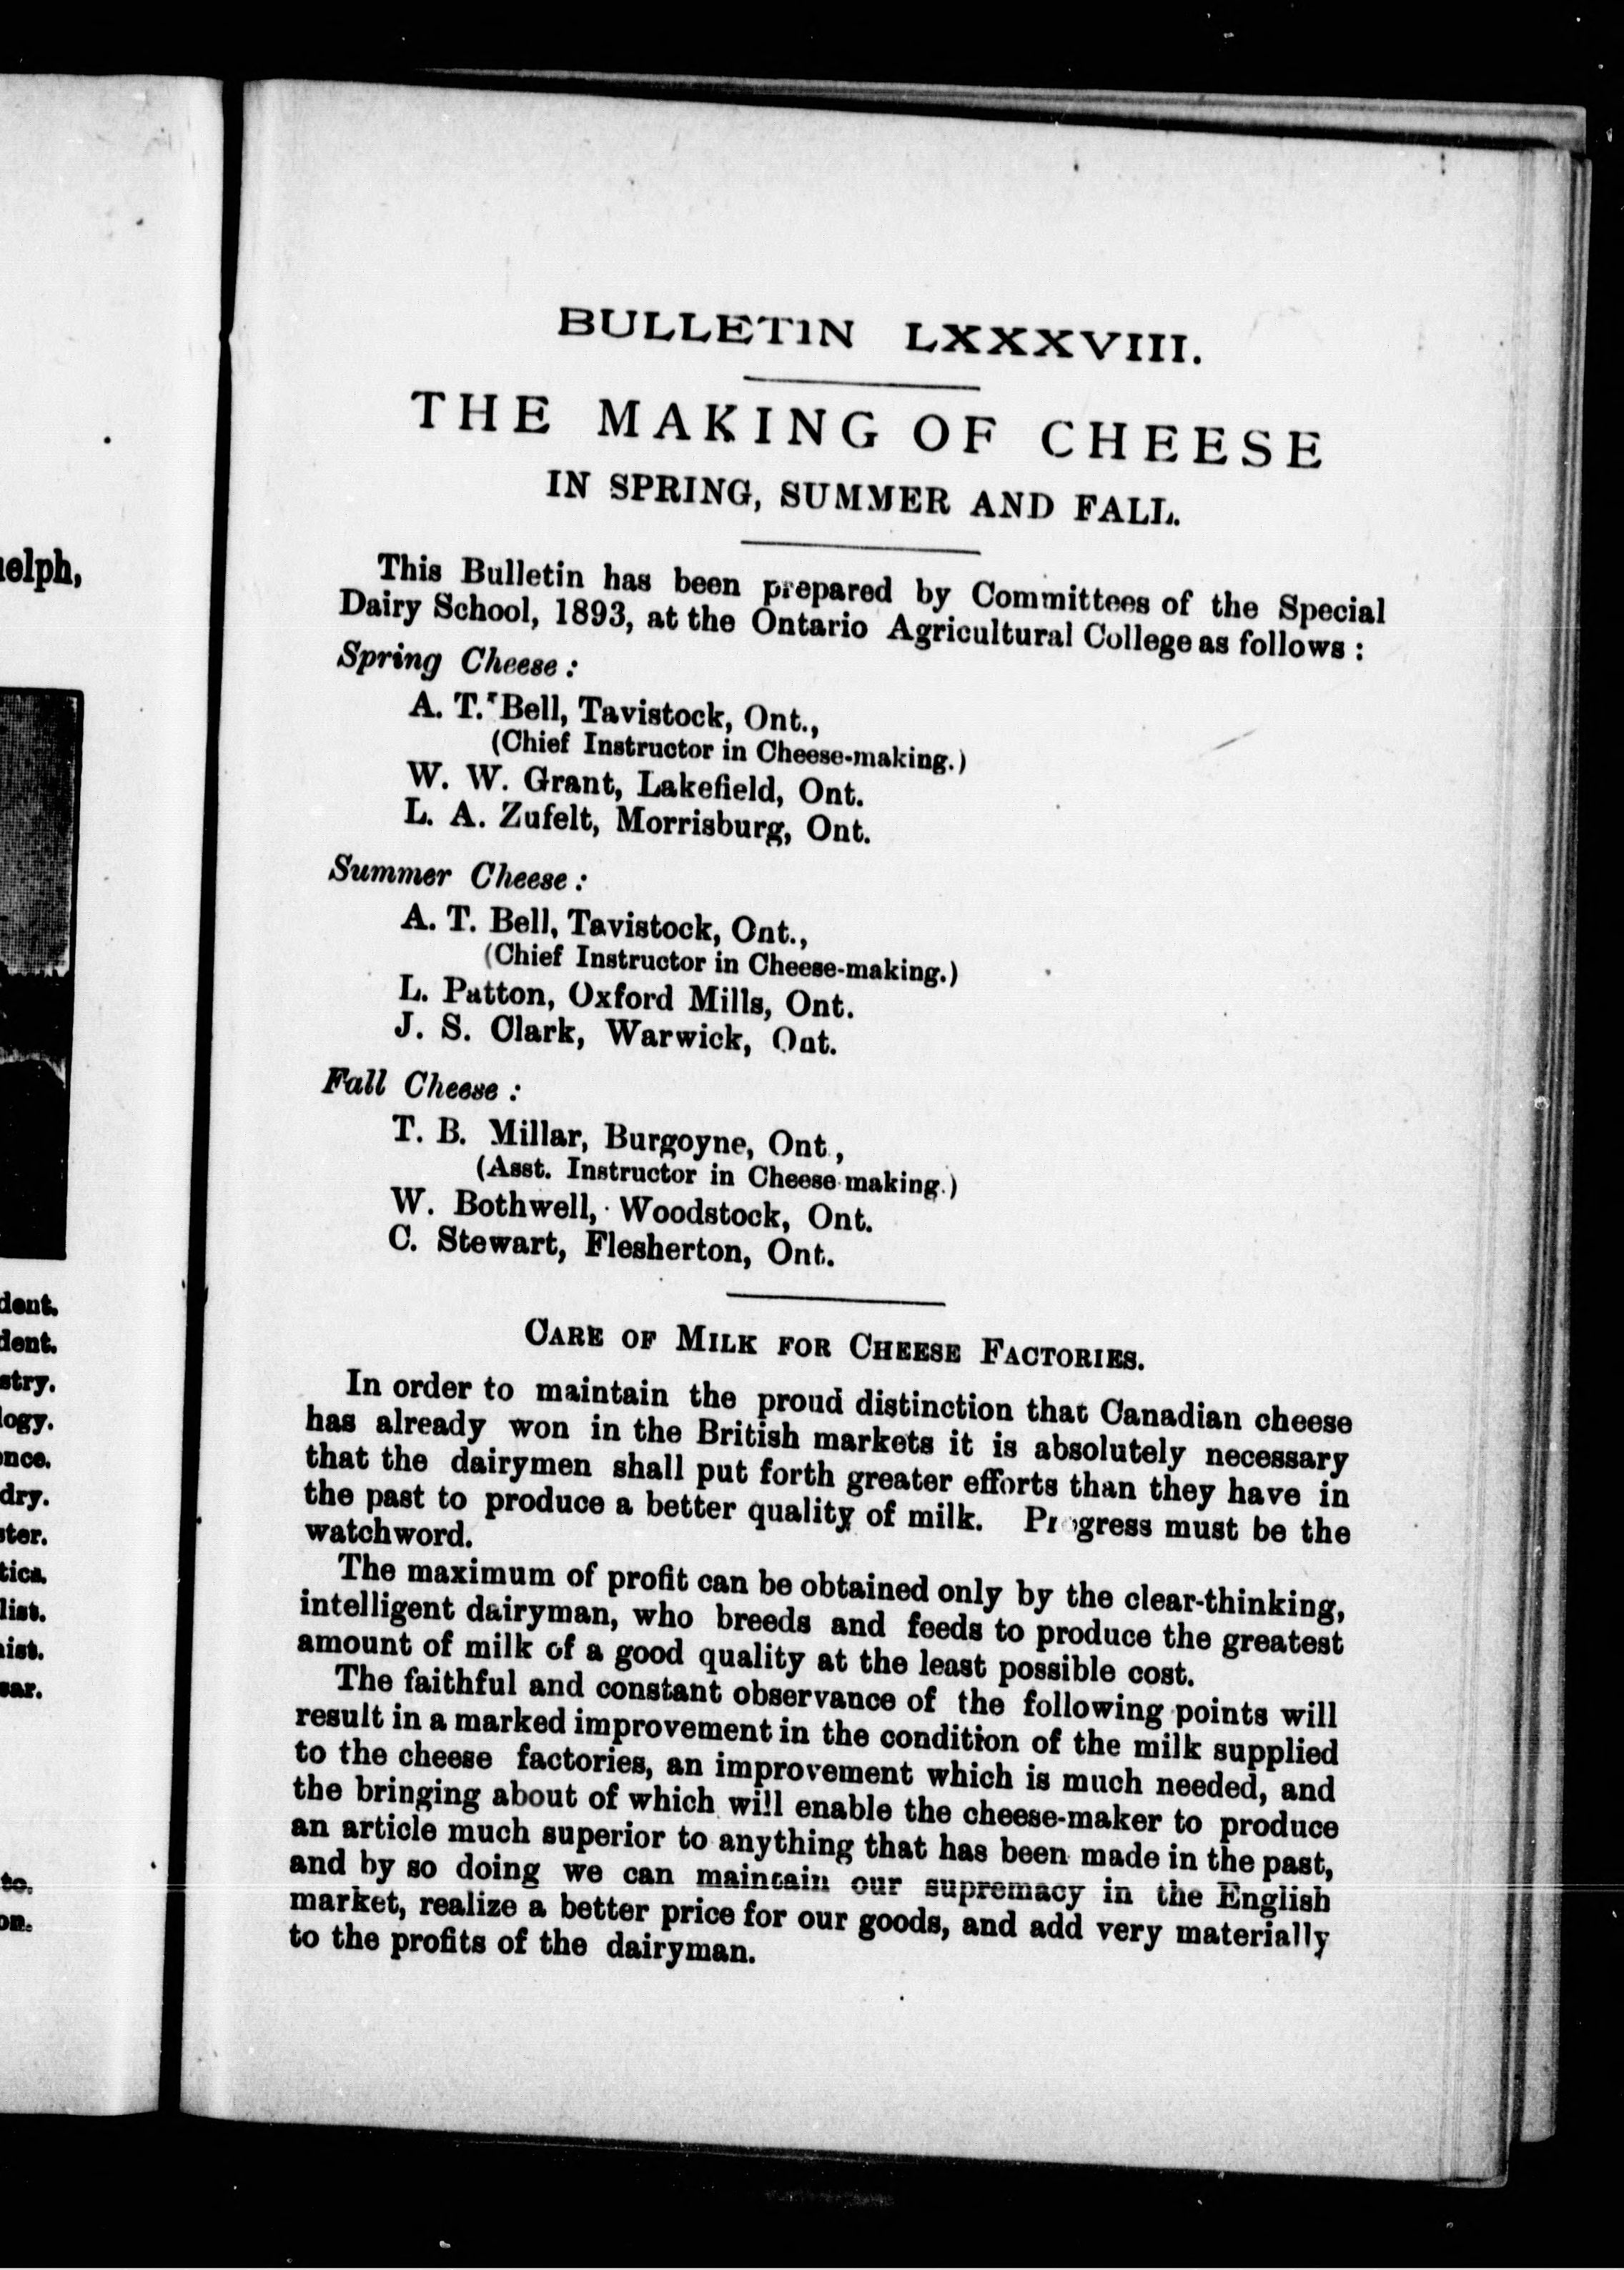 BULLETIN LXXXVIII.
THE MAKING OF CHEESE
IN SPRING, SUMMER AND FALL.
This Bulletin has been prepared by Committees of the Special
Dairy School, 1893, at the Ontario Agricultural College as follows :
Spring Cheese :
A. T. Bell, Tavistock, Ont.,
(Chief Instructor in Cheese-making.)
W. W. Grant, Lakefield, Ont.
L. A. Zufelt, Morrisburg, Ont.
Summer Cheese :
A. T. Bell, Tavistock, Ont.,
(Chief Instructor in Cheese-making.)
L. Patton, Oxford Mills, Ont.
J. S. Clark, Warwick, Ont.
Fall Cheese :
T. B. Millar, Burgoyne, Ont.,
(Asst. Instructor in Cheese-making.)
W. Bothwell, Woodstock, Ont.
C. Stewart, Flesherton, Ont.
CARE OF MILK FOR CHEESE FACTORIES.
In order to maintain the proud distinction that Canadian cheese
has already won in the British markets it is absolutely necessary
that the dairymen shall put forth greater efforts than they have in
the past to produce a better quality of milk. Progress must be the
watchword.
The maximum of profit can be obtained only by the clear-thinking,
intelligent dairyman, who breeds and feeds to produce the greatest
amount of milk of a good quality at the least possible cost.
The faithful and constant observance of the following points will
result in a marked improvement in the condition of the milk supplied
to the cheese factories, an improvement which is much needed, and
the bringing about of which will enable the cheese-maker to produce
an article much superior to anything that has been made in the past,
and by so doing we can maintain our supremacy in the English
market, realize a better price for our goods, and add very materially
to the profits of the dairyman.